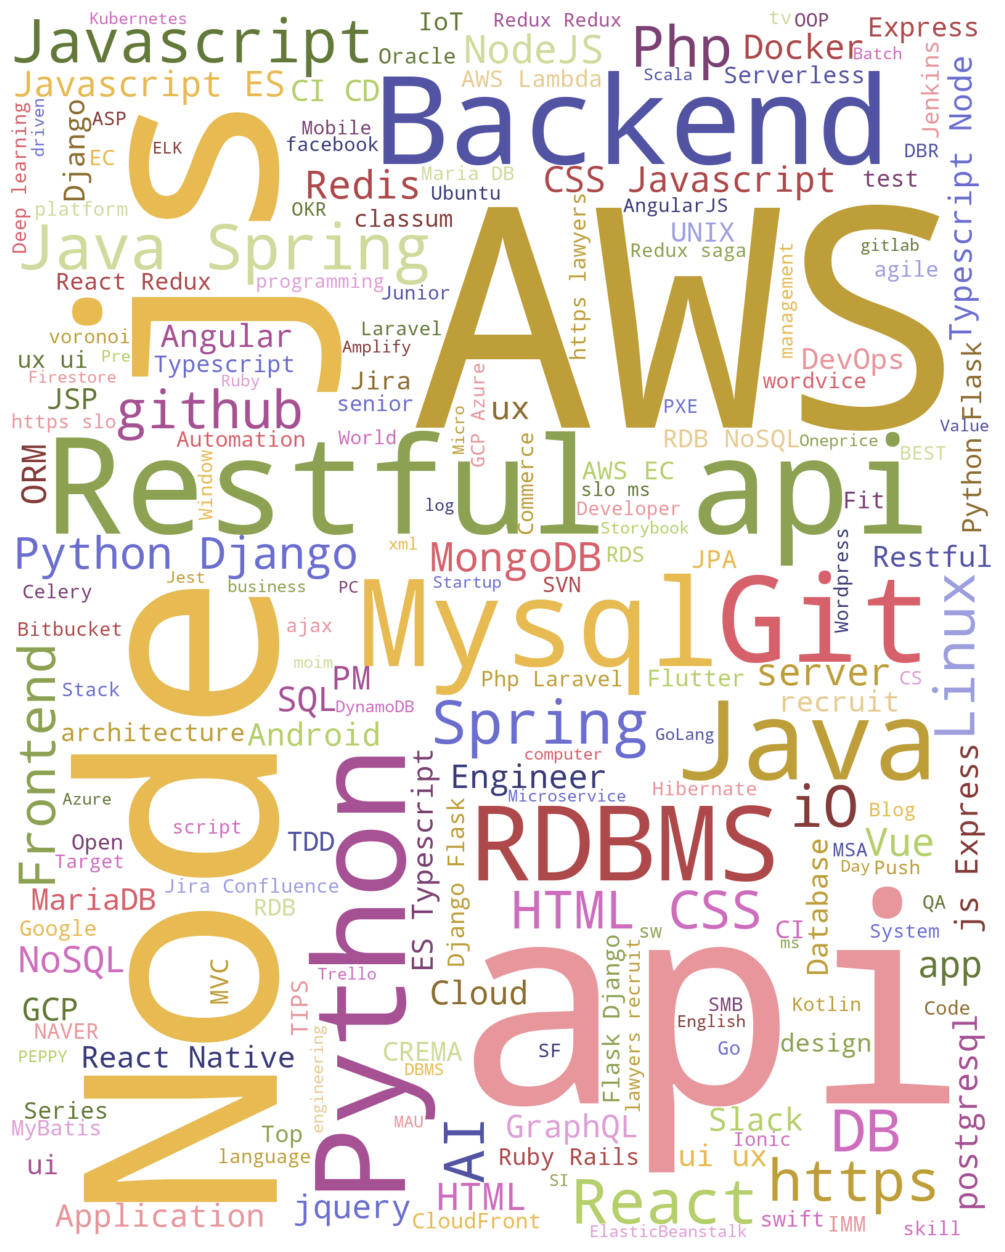 Kubernetes
Javascript
IoT
Redux Redux
tv
OOP
Express
Oracle
NodeJS
Php
Docker
Batch
Javascript ES
CI CD
AWS Lambda
Scala
Serverless
Jenkins
Typescript Node
Deep learning
driven
Django
ASP
EC
ELK
Mobile
facebook
Backend
DBR
Node js
Redis
Maria DB
Ubuntu
CSS Javascript
test
platform
OKR
classum
AngularJS
UNIX
Redux saga
gitlab
agile
https lawyers
Java Spring
AWS
React Redux
programming
Junior
management
voronoi
Angular
Laravel
Amplify
ux ui
Pre
Typescript
Firestore
Ruby
Jira
DevOps
wordvice
JSP
github
senior
GCP Azure
ux
PXE
https slo
Automation
World
Micro
RDB NoSQL
Oneprice
Value
BEST
Python Flask
ORM
Restful api
Window
log
Commerce
AWS EC
slo ms
Developer
Storybook
Fit
Python Django
xml
MongoDB
RDS
JPA
Wordpress
Restful
Celery
Jest
business
PC
Startup
SVN
Mysql
Git
Linux
Bitbucket
ajax
moim
Frontend
Stack
SQL
PM
DynamoDB
Php Laravel
Flutter
server
CS
recruit
architecture
Android
Spring
GoLang
Java
computer
Engineer
Microservice
Hibernate
Azure
script
Python
ES Typescript
Django Flask
RDBMS
iO
Blog
js Express
Open
Target
TDD
MSA
Vue
Day
Push
Database
Jira Confluence
MariaDB
RDB
HTML CSS
CI
QA
Google
sw
ms
System
NoSQL
MVC
Trello
api
app
GCP
NAVER
TIPS
Cloud
Flask Django
lawyers recruit
SMB
English
Kotlin
Code
PEPPY
React Native
engineering
CREMA
DBMS
SF
Go
design
postgresql
Series
MyBatis
Top
language
MAU
AI
GraphQL
Slack
Ionic
DB
ui
Ruby Rails
ui ux
SI
https
HTML
React
Application
jquery
CloudFront
ElasticBeanstalk
swift
IMM
skill